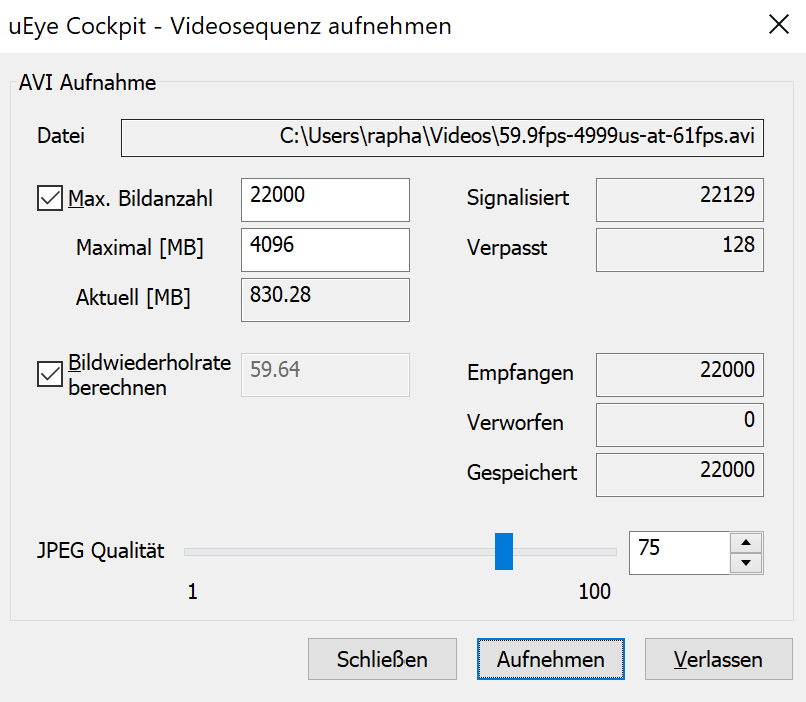 uEye Cockpit - Videosequenz aufnehmen
AVI Aufnahme
Datei C:\Users\rapha\Videos\59.9fps-4999us-at-61fps.avi
Max. Bildanzahl 22000 Signalisiert 22129
Maximal [MB] 4096 Verpasst 128
Aktuell [MB] 830.28
Bildwiederholrate
berechnen 59.64 Empfangen 22000
Verworfen 0
Gespeichert 22000
JPEG Qualität 75
1 100
Schließen Aufnehmen Verlassen